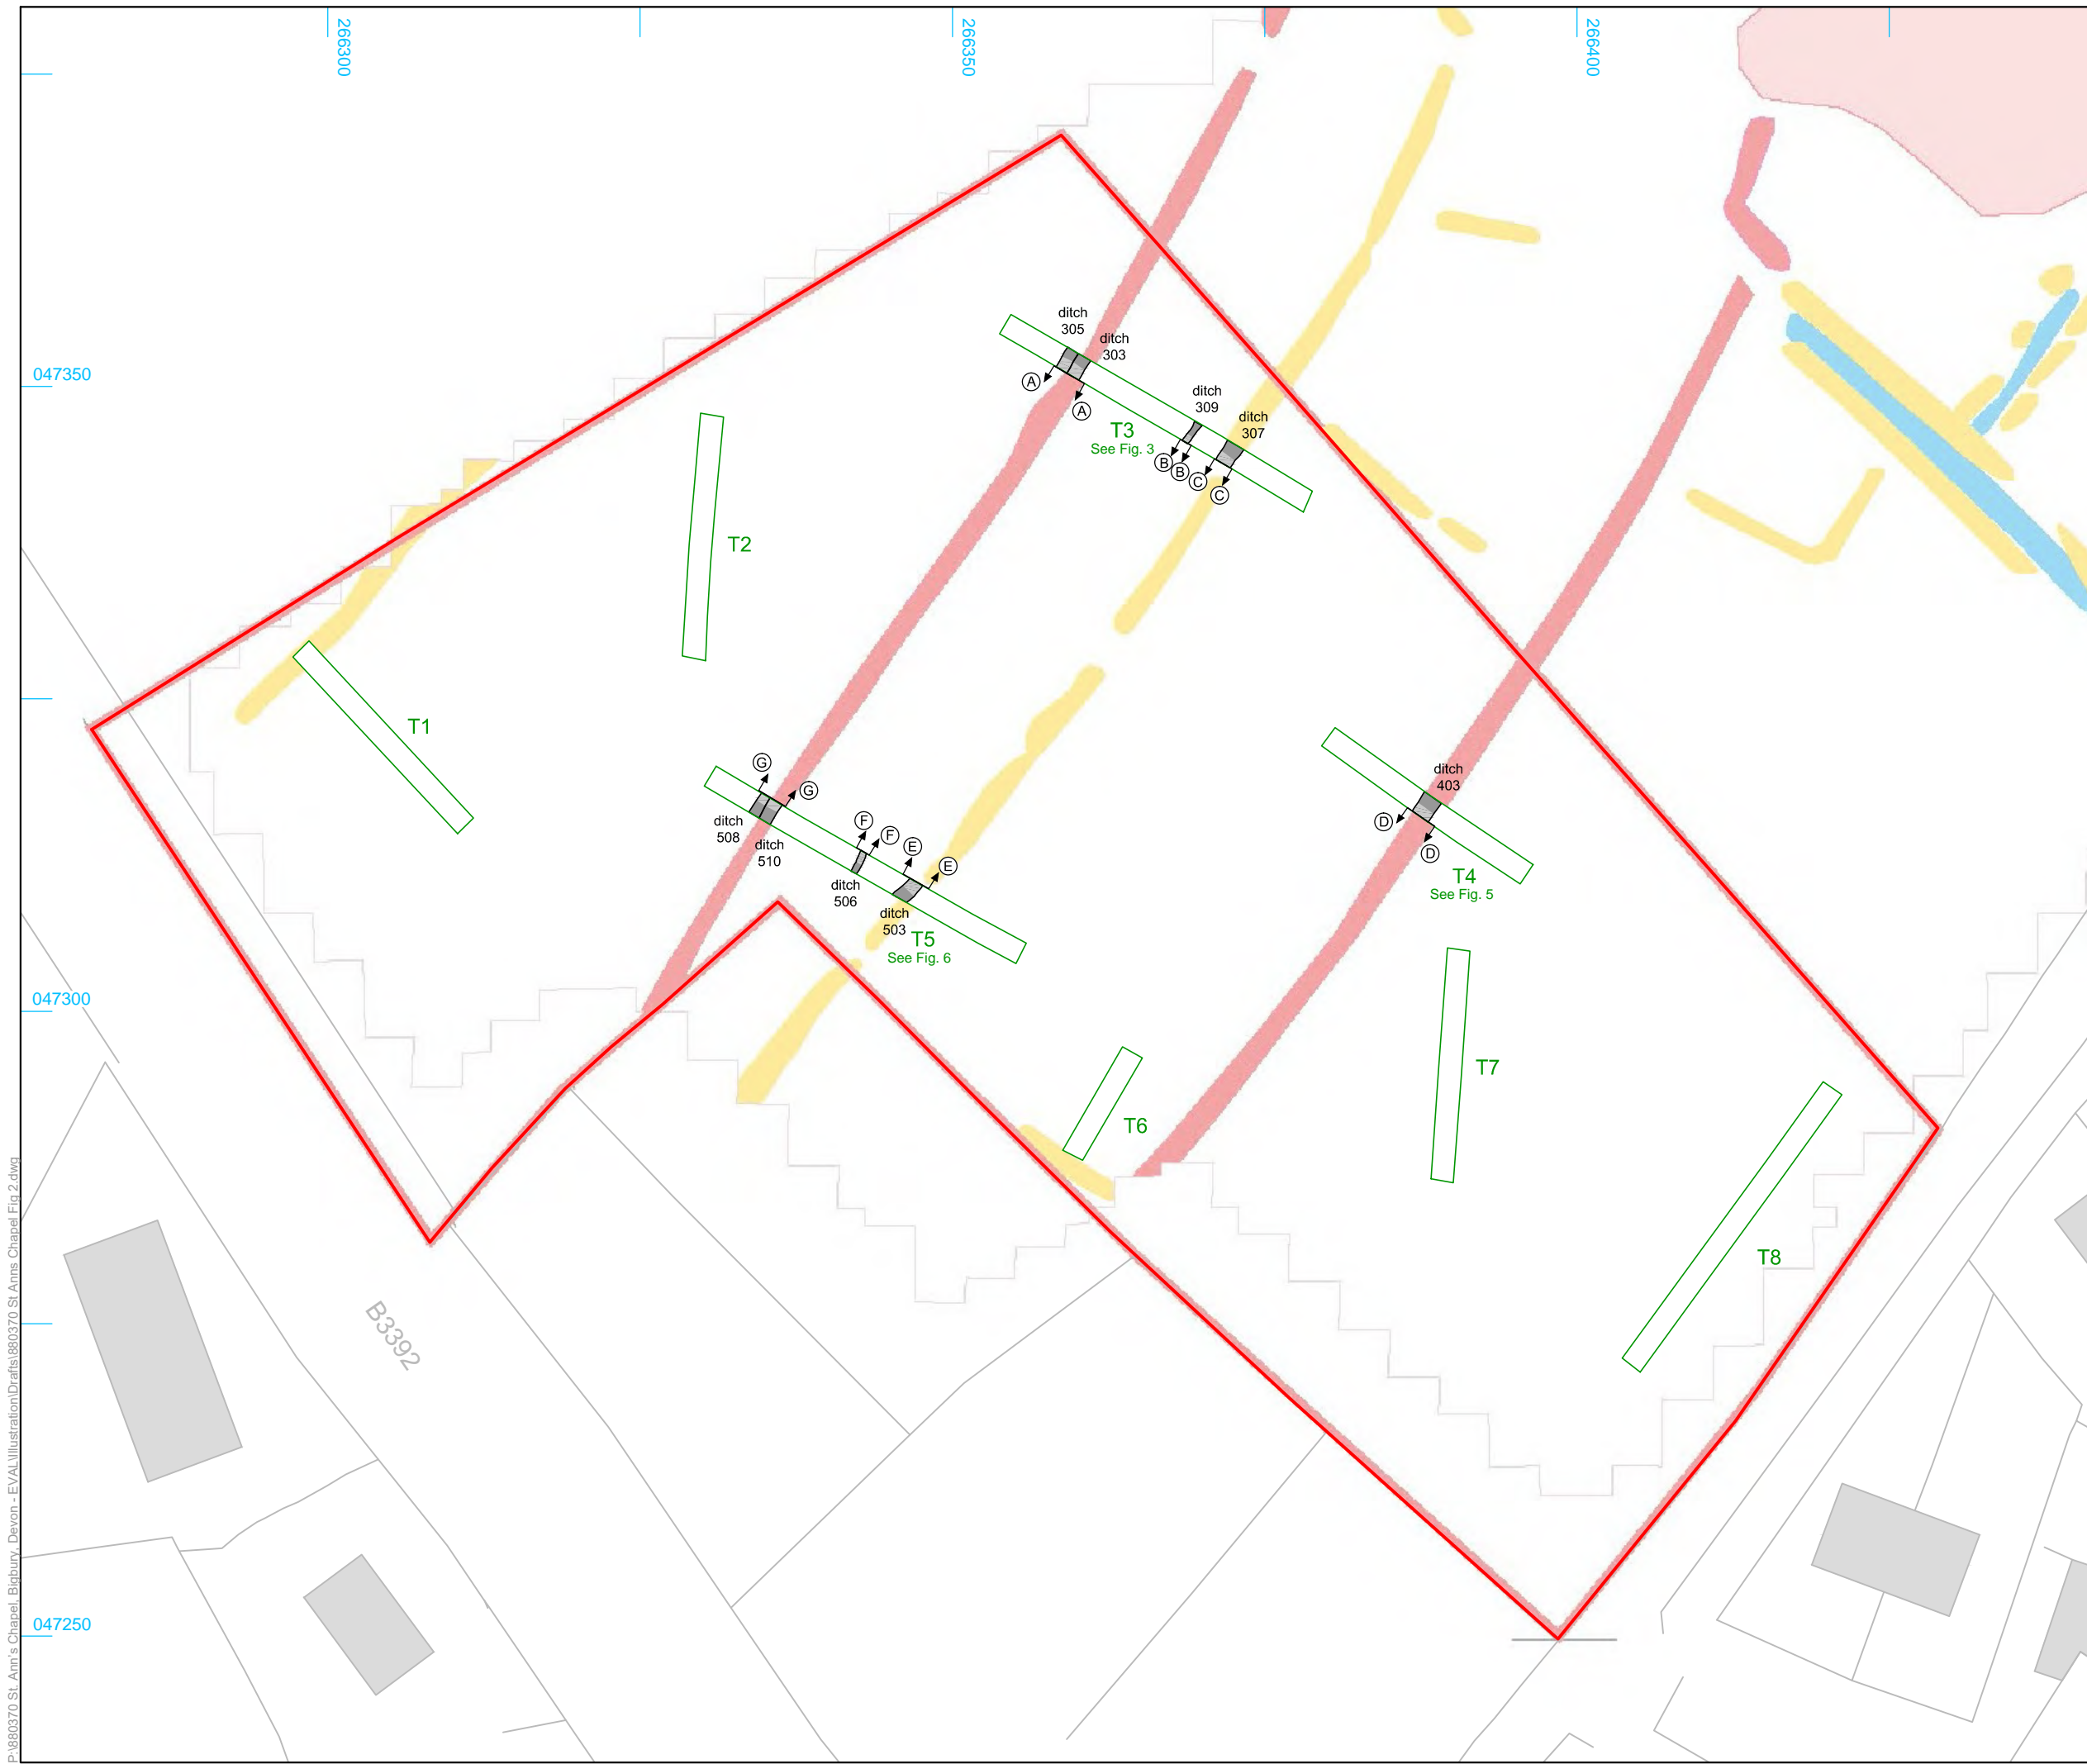 266300
266350
266400
047350
047300
047250
ditch
305
ditch
303
A
A
ditch
309
ditch
307
T3
See Fig. 3
B
B
C
C
T2
T1
G
G
ditch
508
ditch
510
F
F
E
E
ditch
506
ditch
503
T5
See Fig. 6
ditch
403
D
D
T4
See Fig. 5
T7
T6
T8
B3392
P:\880370 St. Ann's Chapel, Bigbury, Devon - EVAL\Illustration\Drafts\880370 St Anns Chapel Fig 2.dwg